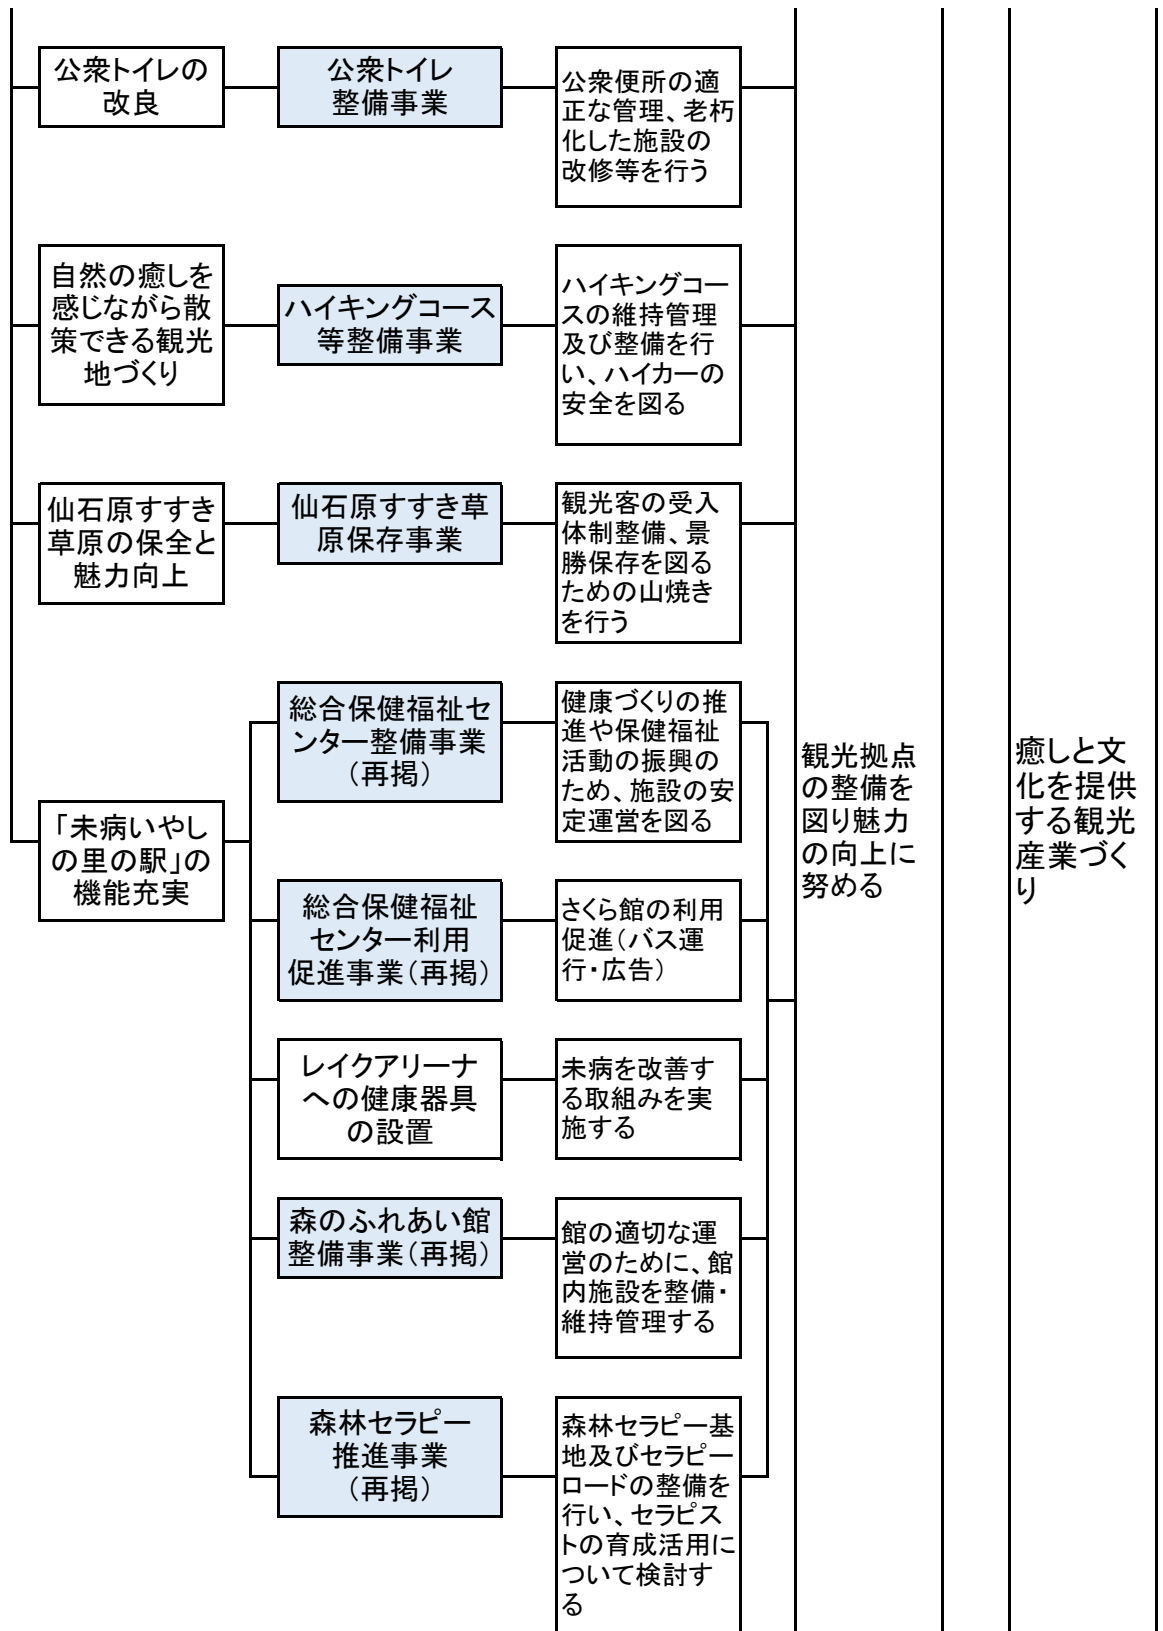 公衆トイレの
改良
公衆トイレ
整備事業
公衆便所の適
正な管理、老朽
化した施設の
改修等を行う
自然の癒しを
感じながら散
策できる観光
地づくり
ハイキングコース
等整備事業
ハイキングコー
スの維持管理
及び整備を行
い、ハイカーの
安全を図る
仙石原すすき
草原の保全と
魅力向上
仙石原すすき草
原保存事業
観光客の受入
体制整備、景
勝保存を図る
ための山焼き
を行う
「未病いやし
の里の駅」の
機能充実
総合保健福祉セ
ンター整備事業
（再掲）
健康づくりの推
進や保健福祉
活動の振興の
ため、施設の安
定運営を図る
総合保健福祉
センター利用
促進事業（再掲）
さくら館の利用
促進（バス運
行・広告）
レイクアリーナ
への健康器具
の設置
未病を改善す
る取組みを実
施する
森のふれあい館
整備事業（再掲）
館の適切な運
営のために、館
内施設を整備・
維持管理する
森林セラピー
推進事業
（再掲）
森林セラピー基
地及びセラピー
ロードの整備を
行い、セラピス
トの育成活用に
ついて検討す
る
観光拠点
の整備を
図り魅力
の向上に
努める
癒しと文
化を提供
する観光
産業づく
り